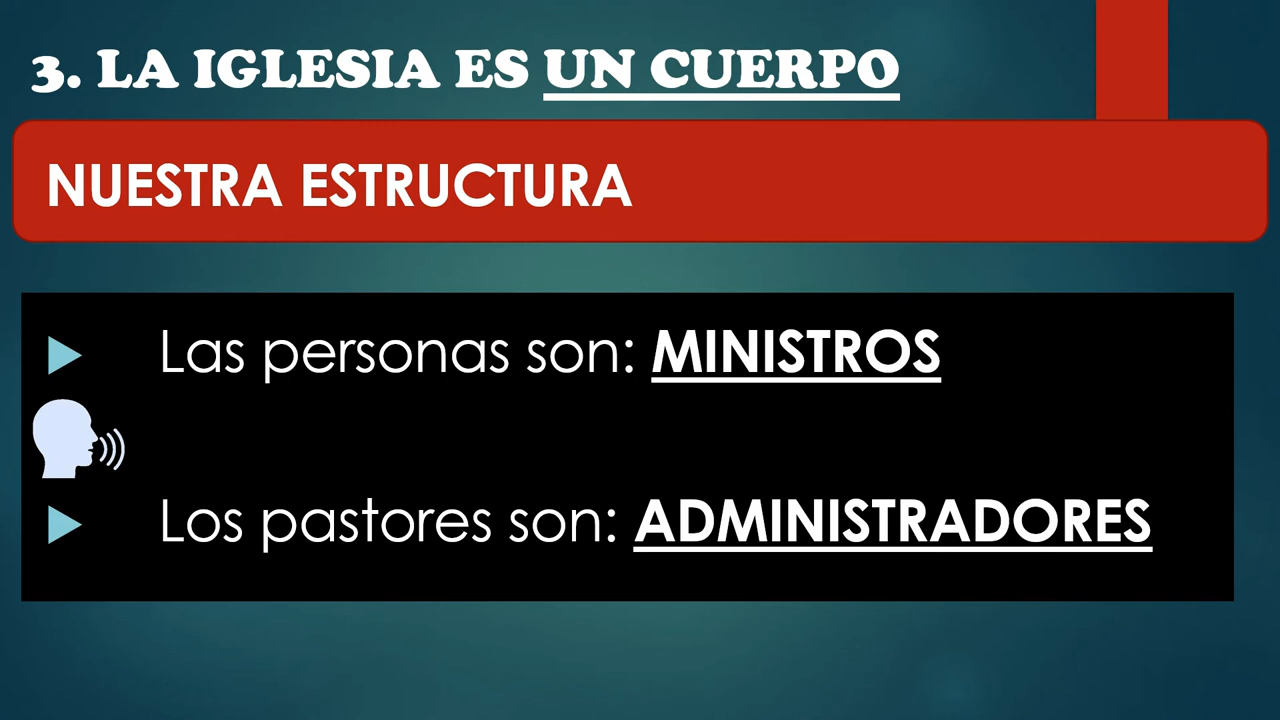 3. LA IGLESIA ES UN CUERPO
NUESTRA ESTRUCTURA
Las personas son: MINISTROS
Los pastores son: ADMINISTRADORES